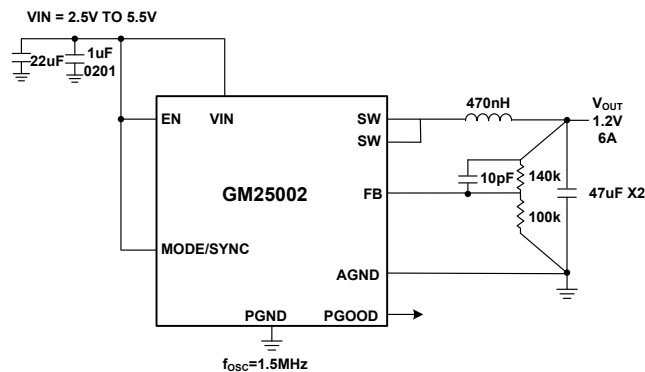 VIN = 2.5V TO 5.5V
22uF
1uF
0201
EN
VIN
SW
SW
470nH
VOUT
1.2V
6A
GM25002
FB
10pF
140k
100k
47uF X2
MODE/SYNC
AGND
PGND
PGOOD
fOSC=1.5MHz